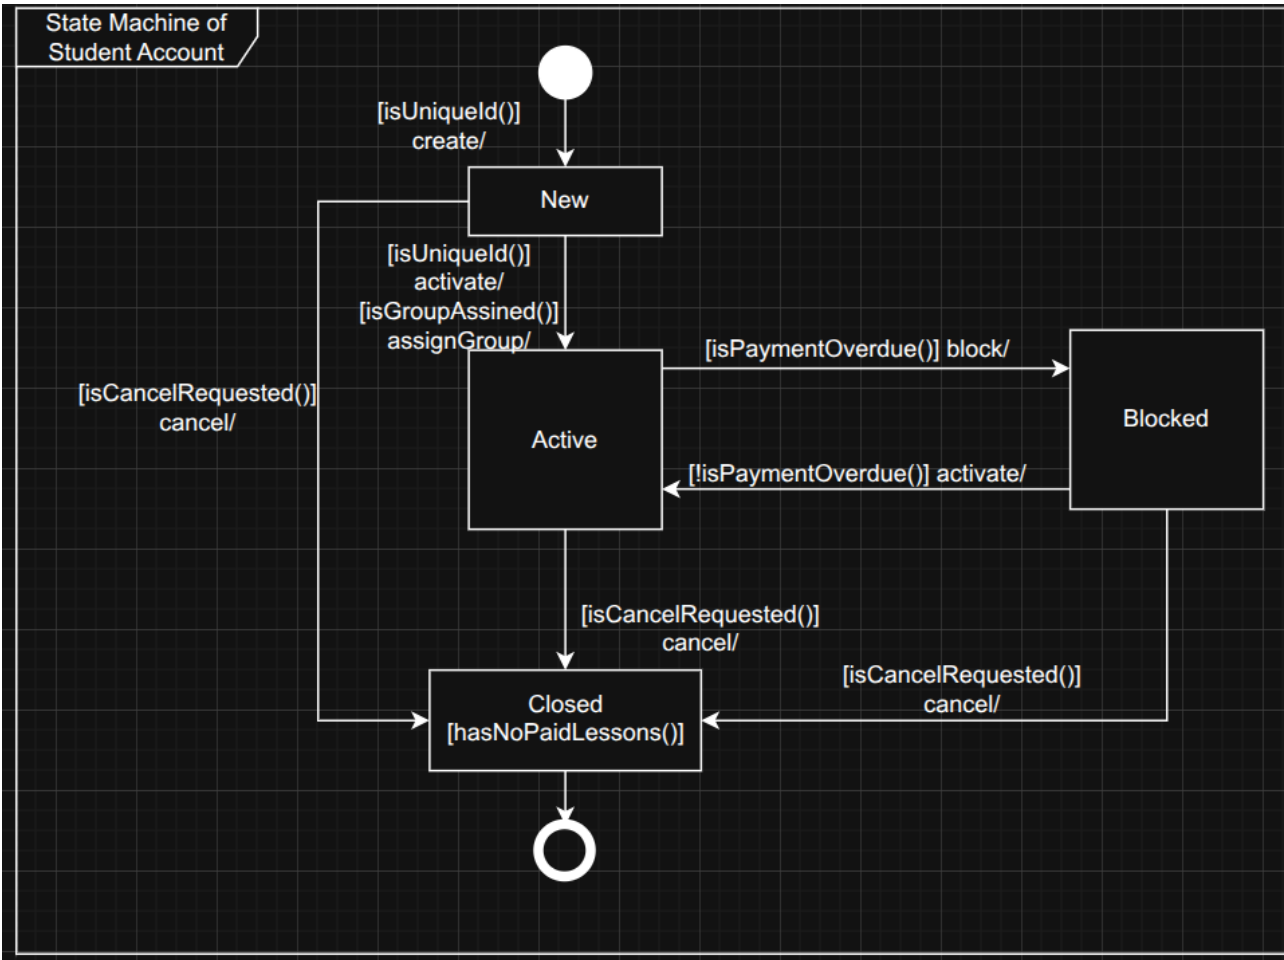 State Machine of
Student Account
[isUniqueId()]
create/
New
[isUniqueId()]
activate/
[isGroupAssined()]
assignGroup/
[isPaymentOverdue()] block/
Blocked
[isCancelRequested()]
cancel/
Active
[!isPaymentOverdue()] activate/
[isCancelRequested()]
cancel/
[isCancelRequested()]
cancel/
Closed
[hasNoPaidLessons()]